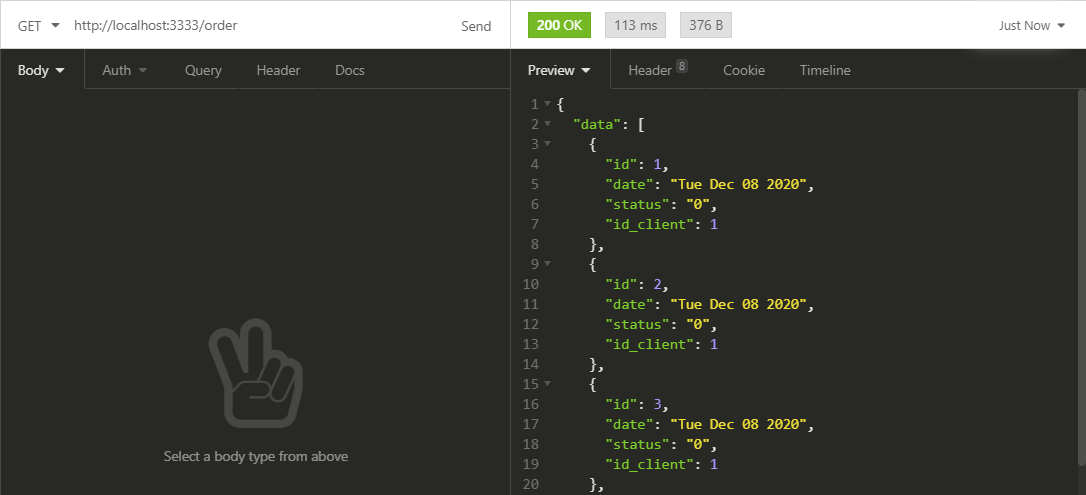 GET http://localhost:3333/order Send 200 OK 113 ms 376 B Just Now
Body Auth Query Header Docs Preview Header 8 Cookie Timeline
1 {
2 "data": [
3 {
4 "id": 1,
5 "date": "Tue Dec 08 2020",
6 "status": "0",
7 "id_client": 1
8 },
9 {
10 "id": 2,
11 "date": "Tue Dec 08 2020",
12 "status": "0",
13 "id_client": 1
14 },
15 {
16 "id": 3,
17 "date": "Tue Dec 08 2020",
18 "status": "0",
19 "id_client": 1
20 },
Select a body type from above